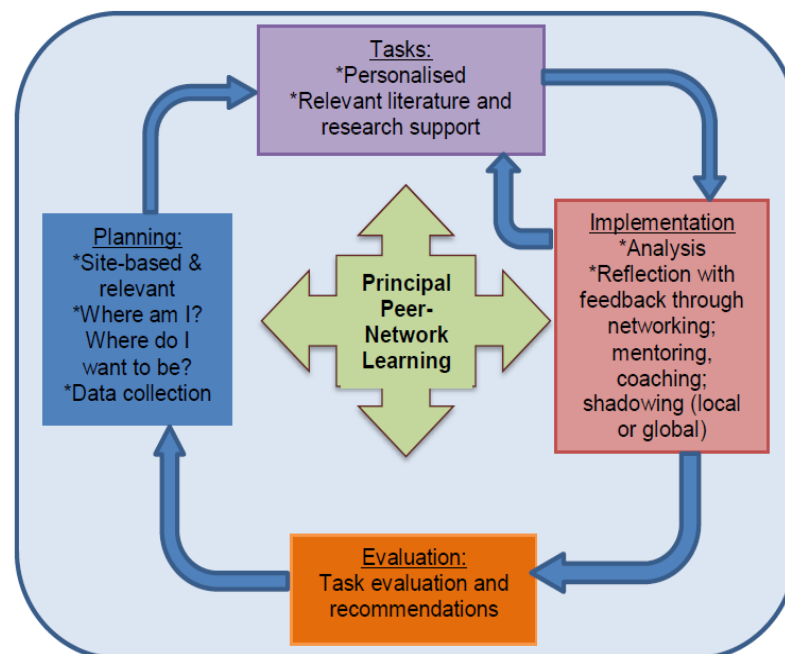 Tasks:
*Personalised
*Relevant literature and
research support
Planning:
*Site-based &
relevant
*Where am I?
Where do I
want to be?
*Data collection
Principal
Peer-
Network
Learning
Implementation
*Analysis
*Reflection with
feedback through
networking;
mentoring,
coaching;
shadowing (local
or global)
Evaluation:
Task evaluation and
recommendations